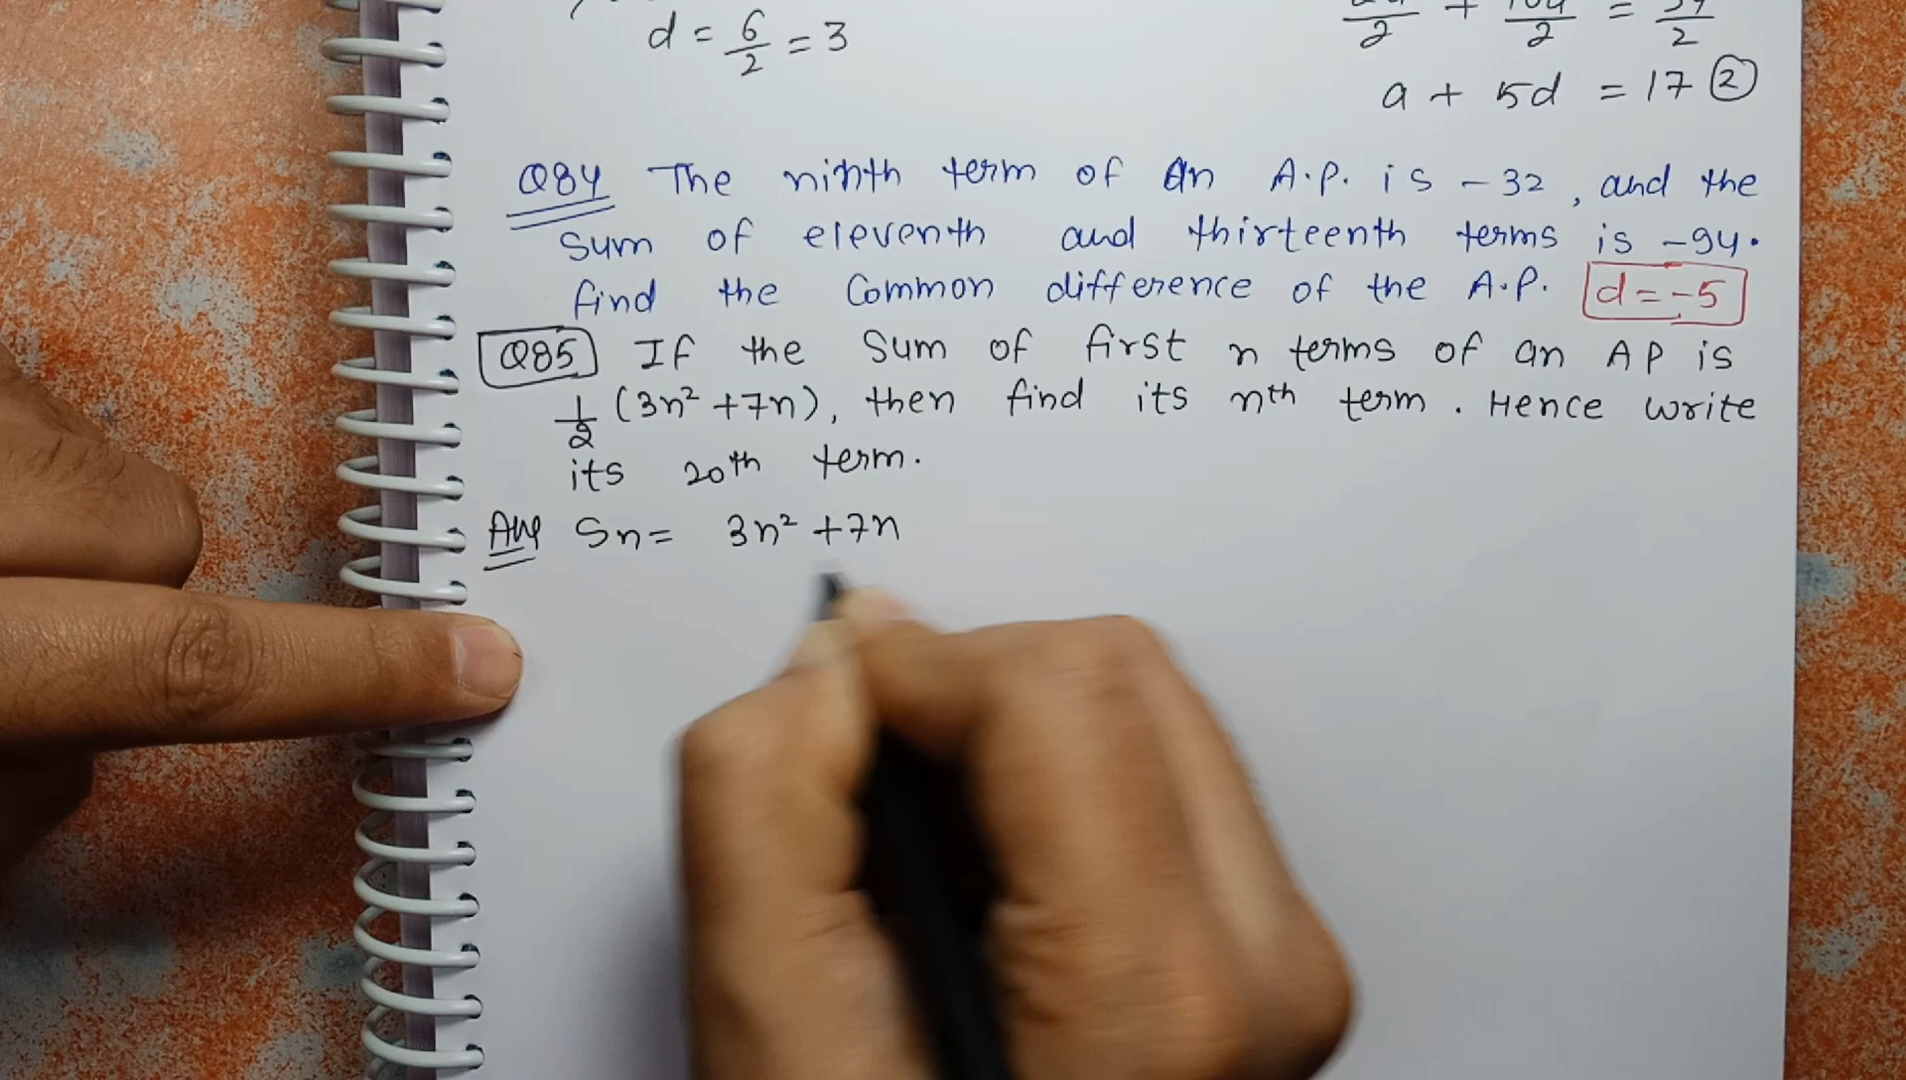 d = 6/2 = 3
a + 5d = 17 ②
Q84 The ninth term of an A.P. is -32, and the
sum of eleventh and thirteenth terms is -94.
find the Common difference of the A.P. d = -5
Q85 If the sum of first n terms of an AP is
1/2 (3n² + 7n), then find its nth term. Hence write
its 20th term.
Ans Sn = 3n² + 7n